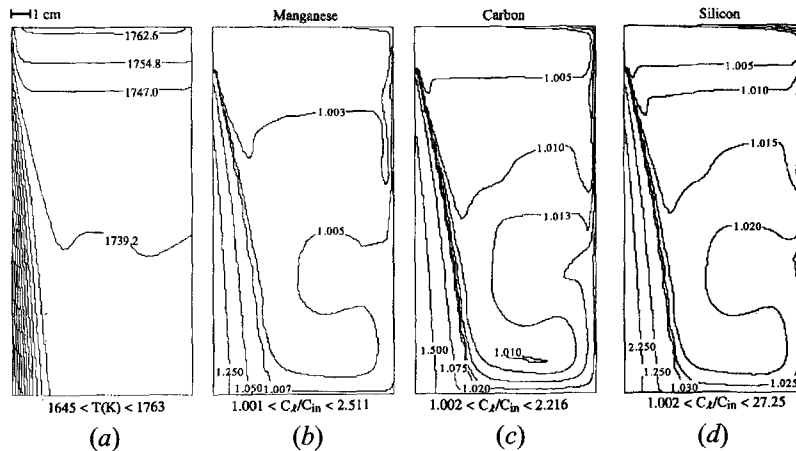 1 cm
1762.6
1754.8
1747.0
1739.2
1645 < T(K) < 1763
(a)
Manganese
1.003
1.005
1.250
1.050
1.007
1.001 < Cℓ/Cin < 2.511
(b)
Carbon
1.005
1.010
1.013
1.010
1.500
1.075
1.020
1.002 < Cℓ/Cin < 2.216
(c)
Silicon
1.005
1.010
1.015
1.020
2.250
1.250
1.030
1.025
1.002 < Cℓ/Cin < 27.25
(d)